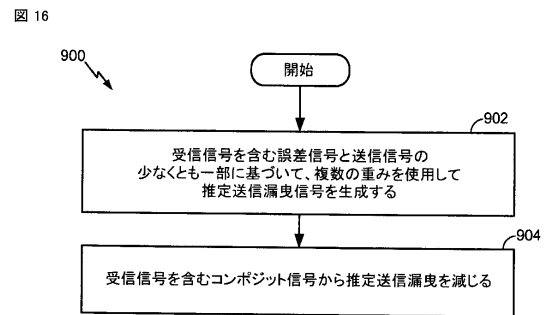 図 16
900
開始
902
受信信号を含む誤差信号と送信信号の
少なくとも一部に基づいて、複数の重みを使用して
推定送信漏曳信号を生成する
904
受信信号を含むコンポジット信号から推定送信漏曳を減じる